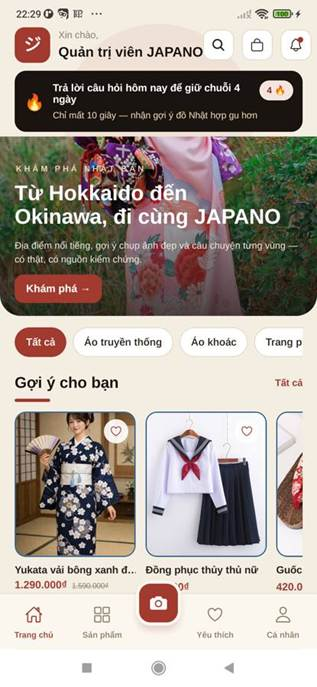 22:29
100
ジ
Xin chào,
Quản trị viên JAPANO
Trả lời câu hỏi hôm nay để giữ chuỗi 4
ngày
Chỉ mất 10 giây — nhận gợi ý đồ Nhật hợp gu hơn
4 🔥
KHÁM PHÁ NHẬT BẢN
Từ Hokkaido đến
Okinawa, đi cùng JAPANO
Địa điểm nổi tiếng, gợi ý chụp ảnh đẹp và câu chuyện từng vùng —
có thật, có nguồn kiểm chứng.
Khám phá →
Tất cả
Áo truyền thống
Áo khoác
Trang p
Gợi ý cho bạn
Tất cả
Yukata vải bông xanh đ…
Đồng phục thủy thủ nữ
Guốc
1.290.000₫
1.590.000₫
420.0
Trang chủ
Sản phẩm
Yêu thích
Cá nhân